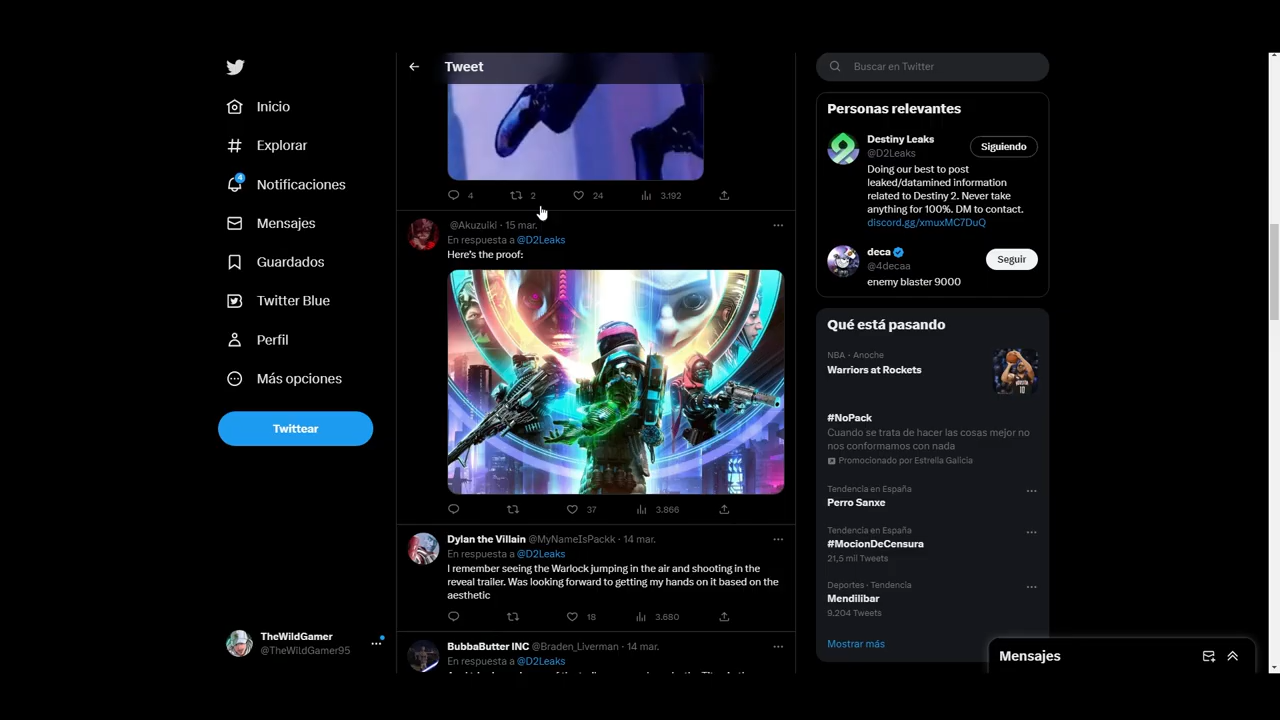 Tweet
Inicio
Explorar
4
Notificaciones
Mensajes
Guardados
Twitter Blue
Perfil
Más opciones
Twittear
TheWildGamer
@TheWildGamer95
4 2 24 3.192
@Akuzuiki · 15 mar.
En respuesta a @D2Leaks
Here's the proof:
37 3.866
Dylan the Villain @MyNameIsPackk · 14 mar.
En respuesta a @D2Leaks
I remember seeing the Warlock jumping in the air and shooting in the
reveal trailer. Was looking forward to getting my hands on it based on the
aesthetic
18 3.680
BubbaButter INC @Braden_Liverman · 14 mar.
En respuesta a @D2Leaks
Buscar en Twitter
Personas relevantes
Destiny Leaks
@D2Leaks
Siguiendo
Doing our best to post
leaked/datamined information
related to Destiny 2. Never take
anything for 100%. DM to contact.
discord.gg/xmuxMC7DuQ
deca
@4decaa
Seguir
enemy blaster 9000
Qué está pasando
NBA · Anoche
Warriors at Rockets
#NoPack
Cuando se trata de hacer las cosas mejor no
nos conformamos con nada
Promocionado por Estrella Galicia
Tendencia en España
Perro Sanxe
Tendencia en España
#MocionDeCensura
21,5 mil Tweets
Deportes · Tendencia
Mendilibar
9.204 Tweets
Mostrar más
Mensajes